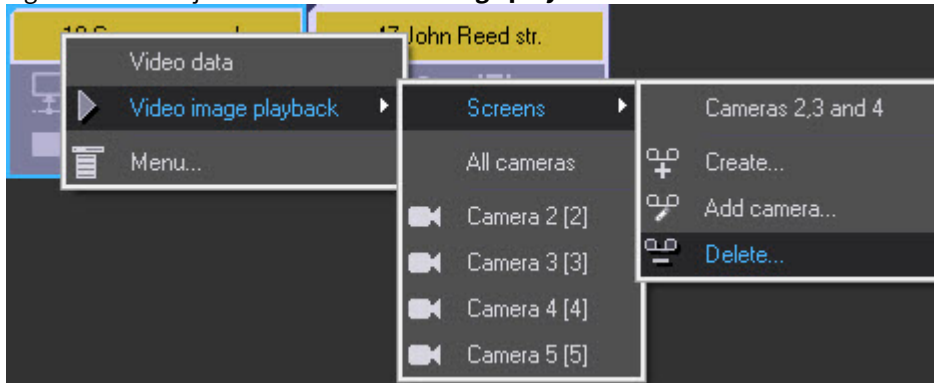 John Reed str.
Video data
Video image playback
Menu...
Screens
All cameras
Camera 2 [2]
Camera 3 [3]
Camera 4 [4]
Camera 5 [5]
Cameras 2,3 and 4
Create...
Add camera...
Delete...